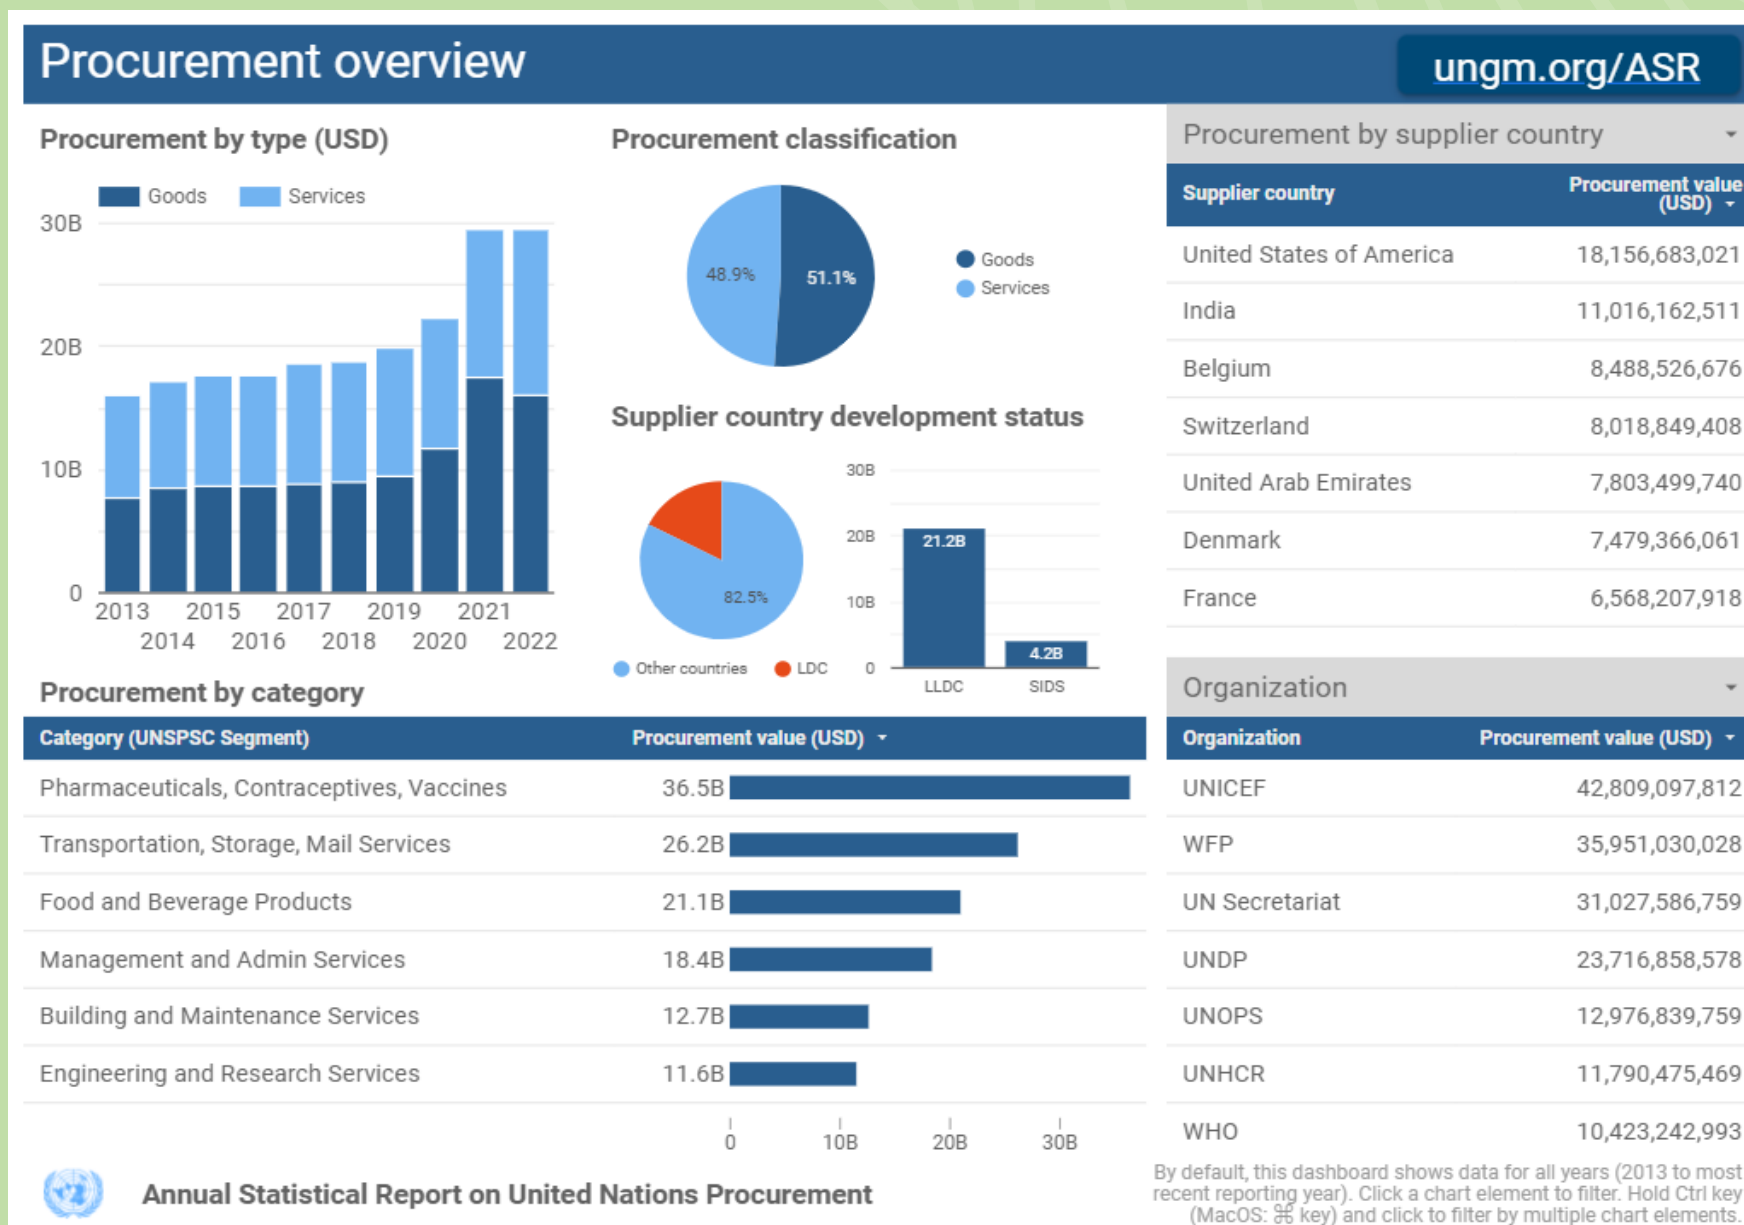 Procurement overview
ungm.org/ASR
Procurement by type (USD)
Goods
Services
30B
20B
10B
0
2013
2014
2015
2016
2017
2018
2019
2020
2021
2022
Procurement classification
48.9%
51.1%
Goods
Services
Supplier country development status
82.5%
Other countries
LDC
30B
20B
10B
0
21.2B
4.2B
LLDC
SIDS
Procurement by supplier country
Supplier country
Procurement value
(USD)
United States of America 18,156,683,021
India 11,016,162,511
Belgium 8,488,526,676
Switzerland 8,018,849,408
United Arab Emirates 7,803,499,740
Denmark 7,479,366,061
France 6,568,207,918
Procurement by category
Category (UNSPSC Segment) Procurement value (USD)
Pharmaceuticals, Contraceptives, Vaccines 36.5B
Transportation, Storage, Mail Services 26.2B
Food and Beverage Products 21.1B
Management and Admin Services 18.4B
Building and Maintenance Services 12.7B
Engineering and Research Services 11.6B
0 10B 20B 30B
Organization
Organization Procurement value (USD)
UNICEF 42,809,097,812
WFP 35,951,030,028
UN Secretariat 31,027,586,759
UNDP 23,716,858,578
UNOPS 12,976,839,759
UNHCR 11,790,475,469
WHO 10,423,242,993
Annual Statistical Report on United Nations Procurement
By default, this dashboard shows data for all years (2013 to most
recent reporting year). Click a chart element to filter. Hold Ctrl key
(MacOS: ⌘ key) and click to filter by multiple chart elements.